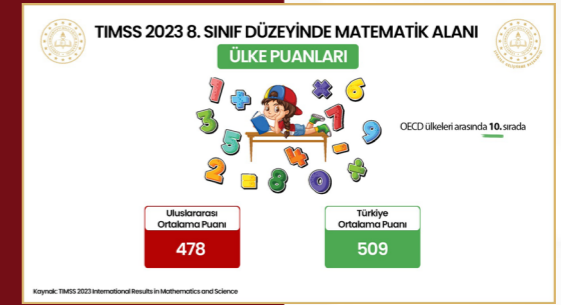 TIMSS 2023 8. SINIF DÜZEYİNDE MATEMATİK ALANI
ÜLKE PUANLARI
OECD ülkeleri arasında 10. sırada
Uluslararası
Ortalama Puanı
478
Türkiye
Ortalama Puanı
509
Kaynak: TIMSS 2023 International Results in Mathematics and Science